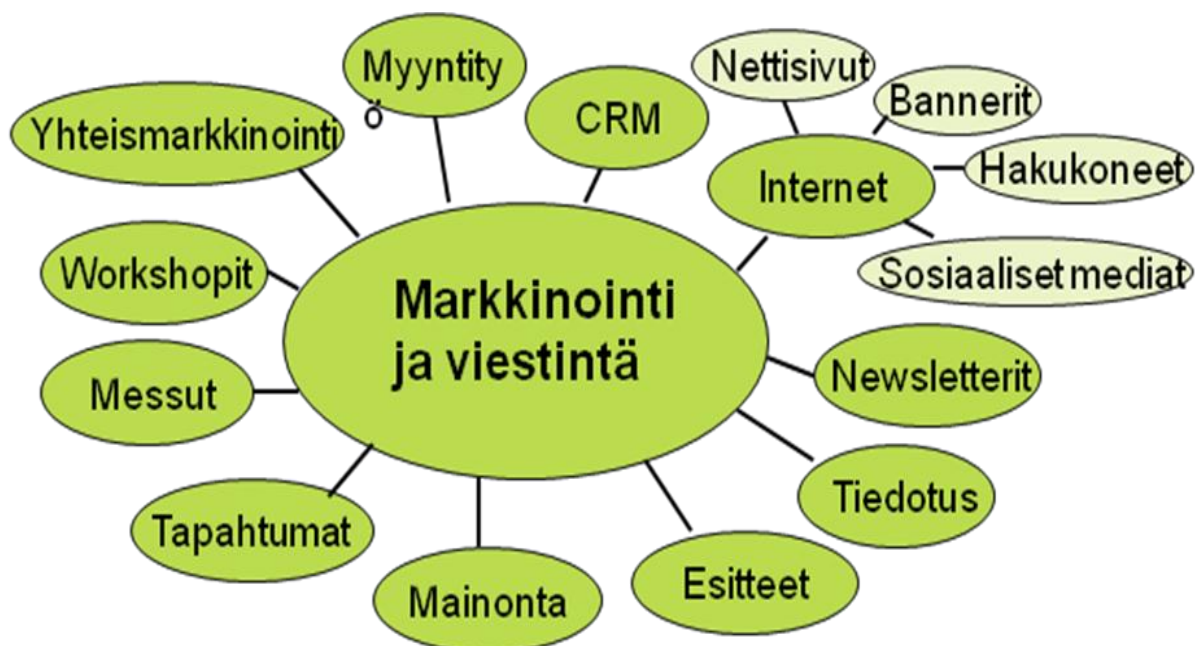 Myyntity
ö
Nettisivut
CRM
Bannerit
Yhteismarkkinointi
Hakukoneet
Internet
Workshopit
Sosiaaliset mediat
Markkinointi
ja viestintä
Newsletterit
Messut
Tiedotus
Tapahtumat
Esitteet
Mainonta